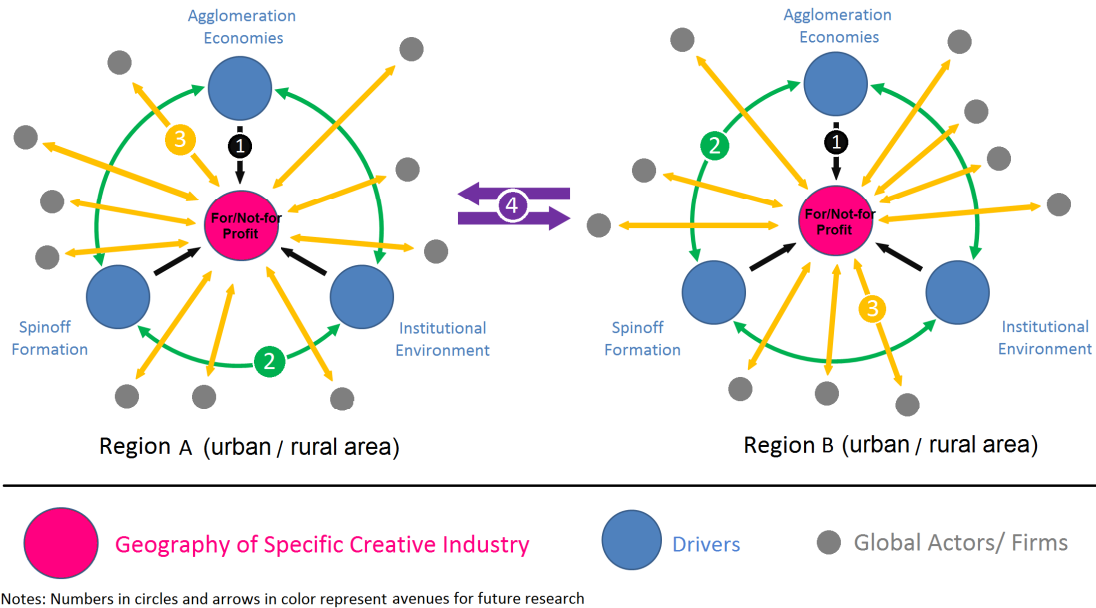 Agglomeration
Economies
3
1
For/Not-for
Profit
Spinoff
Formation
Institutional
Environment
2
Region A (urban / rural area)
4
Agglomeration
Economies
2
1
For/Not-for
Profit
3
Spinoff
Formation
Institutional
Environment
Region B (urban / rural area)
Geography of Specific Creative Industry
Drivers
Global Actors/ Firms
Notes: Numbers in circles and arrows in color represent avenues for future research